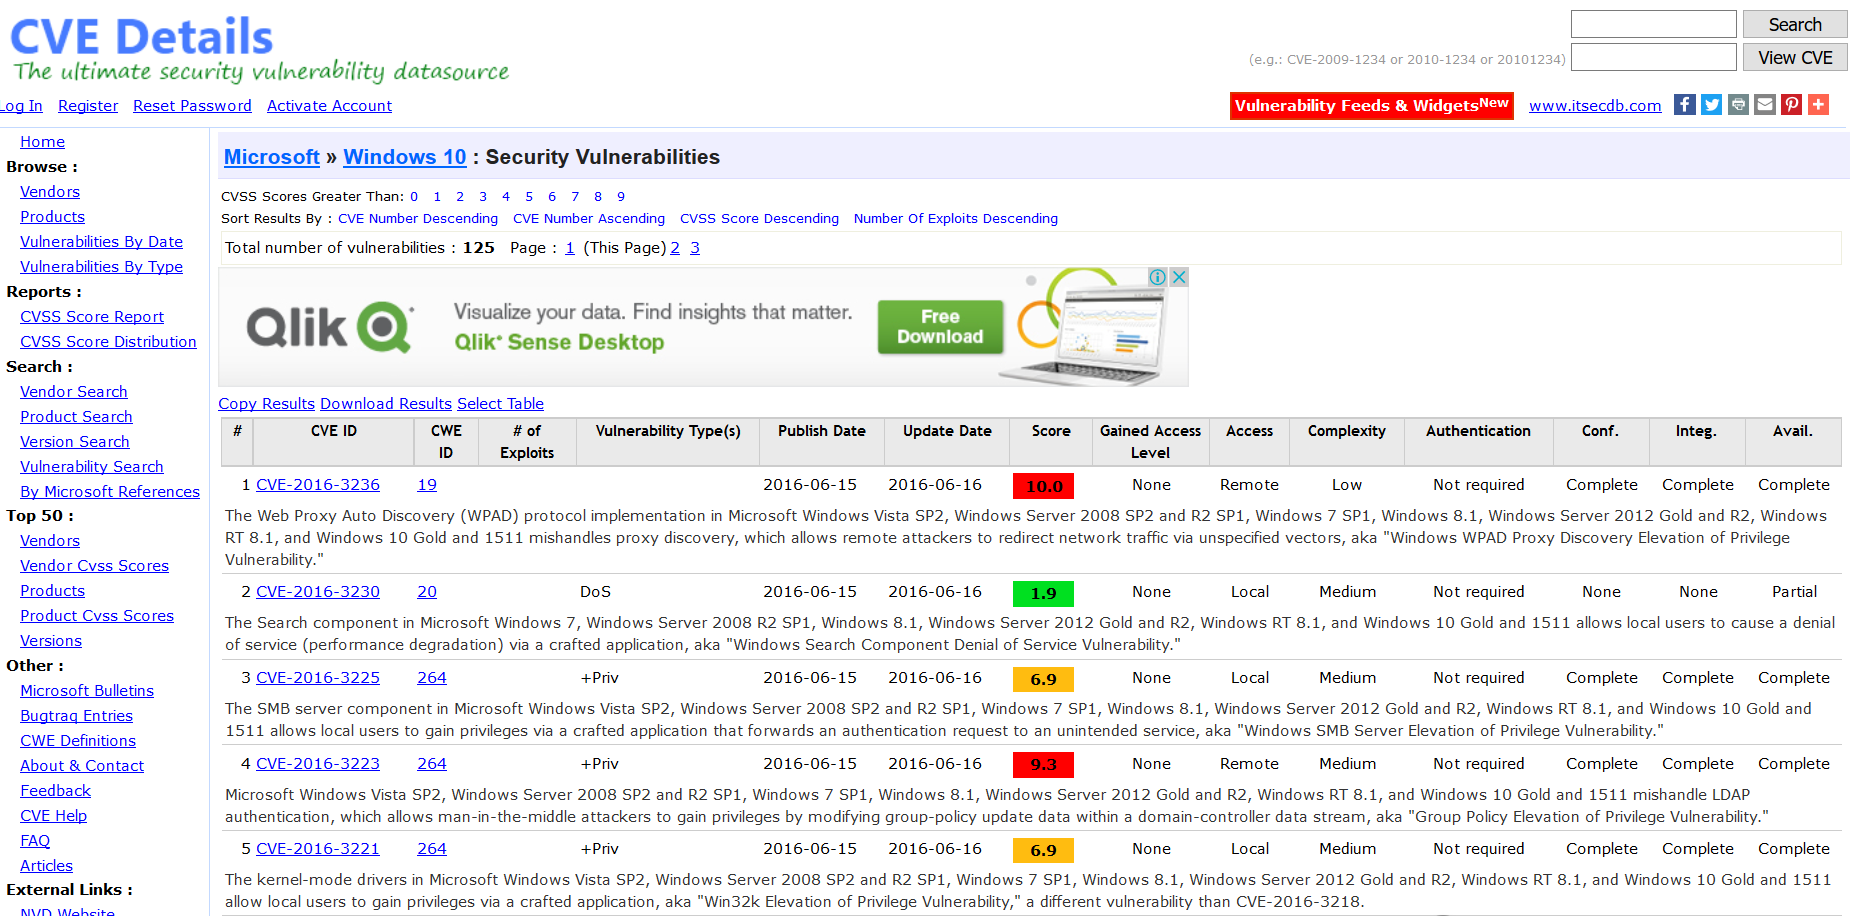 CVE Details
The ultimate security vulnerability datasource
Search
(e.g.: CVE-2009-1234 or 2010-1234 or 20101234)
View CVE
Log In Register Reset Password Activate Account
Vulnerability Feeds & WidgetsNew www.itsecdb.com
Home
Browse :
Vendors
Products
Vulnerabilities By Date
Vulnerabilities By Type
Reports :
CVSS Score Report
CVSS Score Distribution
Search :
Vendor Search
Product Search
Version Search
Vulnerability Search
By Microsoft References
Top 50 :
Vendors
Vendor Cvss Scores
Products
Product Cvss Scores
Versions
Other :
Microsoft Bulletins
Bugtraq Entries
CWE Definitions
About & Contact
Feedback
CVE Help
FAQ
Articles
External Links :
NVD Website
Microsoft » Windows 10 : Security Vulnerabilities
CVSS Scores Greater Than: 0 1 2 3 4 5 6 7 8 9
Sort Results By : CVE Number Descending CVE Number Ascending CVSS Score Descending Number Of Exploits Descending
Total number of vulnerabilities : 125 Page : 1 (This Page) 2 3
Qlik
Visualize your data. Find insights that matter.
Qlik Sense Desktop
Free
Download
Copy Results Download Results Select Table
# CVE ID CWE ID # of Exploits Vulnerability Type(s) Publish Date Update Date Score Gained Access Level Access Complexity Authentication Conf. Integ. Avail.
1 CVE-2016-3236 19 2016-06-15 2016-06-16 10.0 None Remote Low Not required Complete Complete Complete
The Web Proxy Auto Discovery (WPAD) protocol implementation in Microsoft Windows Vista SP2, Windows Server 2008 SP2 and R2 SP1, Windows 7 SP1, Windows 8.1, Windows Server 2012 Gold and R2, Windows
RT 8.1, and Windows 10 Gold and 1511 mishandles proxy discovery, which allows remote attackers to redirect network traffic via unspecified vectors, aka "Windows WPAD Proxy Discovery Elevation of Privilege
Vulnerability."
2 CVE-2016-3230 20 DoS 2016-06-15 2016-06-16 1.9 None Local Medium Not required None None Partial
The Search component in Microsoft Windows 7, Windows Server 2008 R2 SP1, Windows 8.1, Windows Server 2012 Gold and R2, Windows RT 8.1, and Windows 10 Gold and 1511 allows local users to cause a denial
of service (performance degradation) via a crafted application, aka "Windows Search Component Denial of Service Vulnerability."
3 CVE-2016-3225 264 +Priv 2016-06-15 2016-06-16 6.9 None Local Medium Not required Complete Complete Complete
The SMB server component in Microsoft Windows Vista SP2, Windows Server 2008 SP2 and R2 SP1, Windows 7 SP1, Windows 8.1, Windows Server 2012 Gold and R2, Windows RT 8.1, and Windows 10 Gold and
1511 allows local users to gain privileges via a crafted application that forwards an authentication request to an unintended service, aka "Windows SMB Server Elevation of Privilege Vulnerability."
4 CVE-2016-3223 264 +Priv 2016-06-15 2016-06-16 9.3 None Remote Medium Not required Complete Complete Complete
Microsoft Windows Vista SP2, Windows Server 2008 SP2 and R2 SP1, Windows 7 SP1, Windows 8.1, Windows Server 2012 Gold and R2, Windows RT 8.1, and Windows 10 Gold and 1511 mishandle LDAP
authentication, which allows man-in-the-middle attackers to gain privileges by modifying group-policy update data within a domain-controller data stream, aka "Group Policy Elevation of Privilege Vulnerability."
5 CVE-2016-3221 264 +Priv 2016-06-15 2016-06-16 6.9 None Local Medium Not required Complete Complete Complete
The kernel-mode drivers in Microsoft Windows Vista SP2, Windows Server 2008 SP2 and R2 SP1, Windows 7 SP1, Windows 8.1, Windows Server 2012 Gold and R2, Windows RT 8.1, and Windows 10 Gold and 1511
allow local users to gain privileges via a crafted application, aka "Win32k Elevation of Privilege Vulnerability," a different vulnerability than CVE-2016-3218.